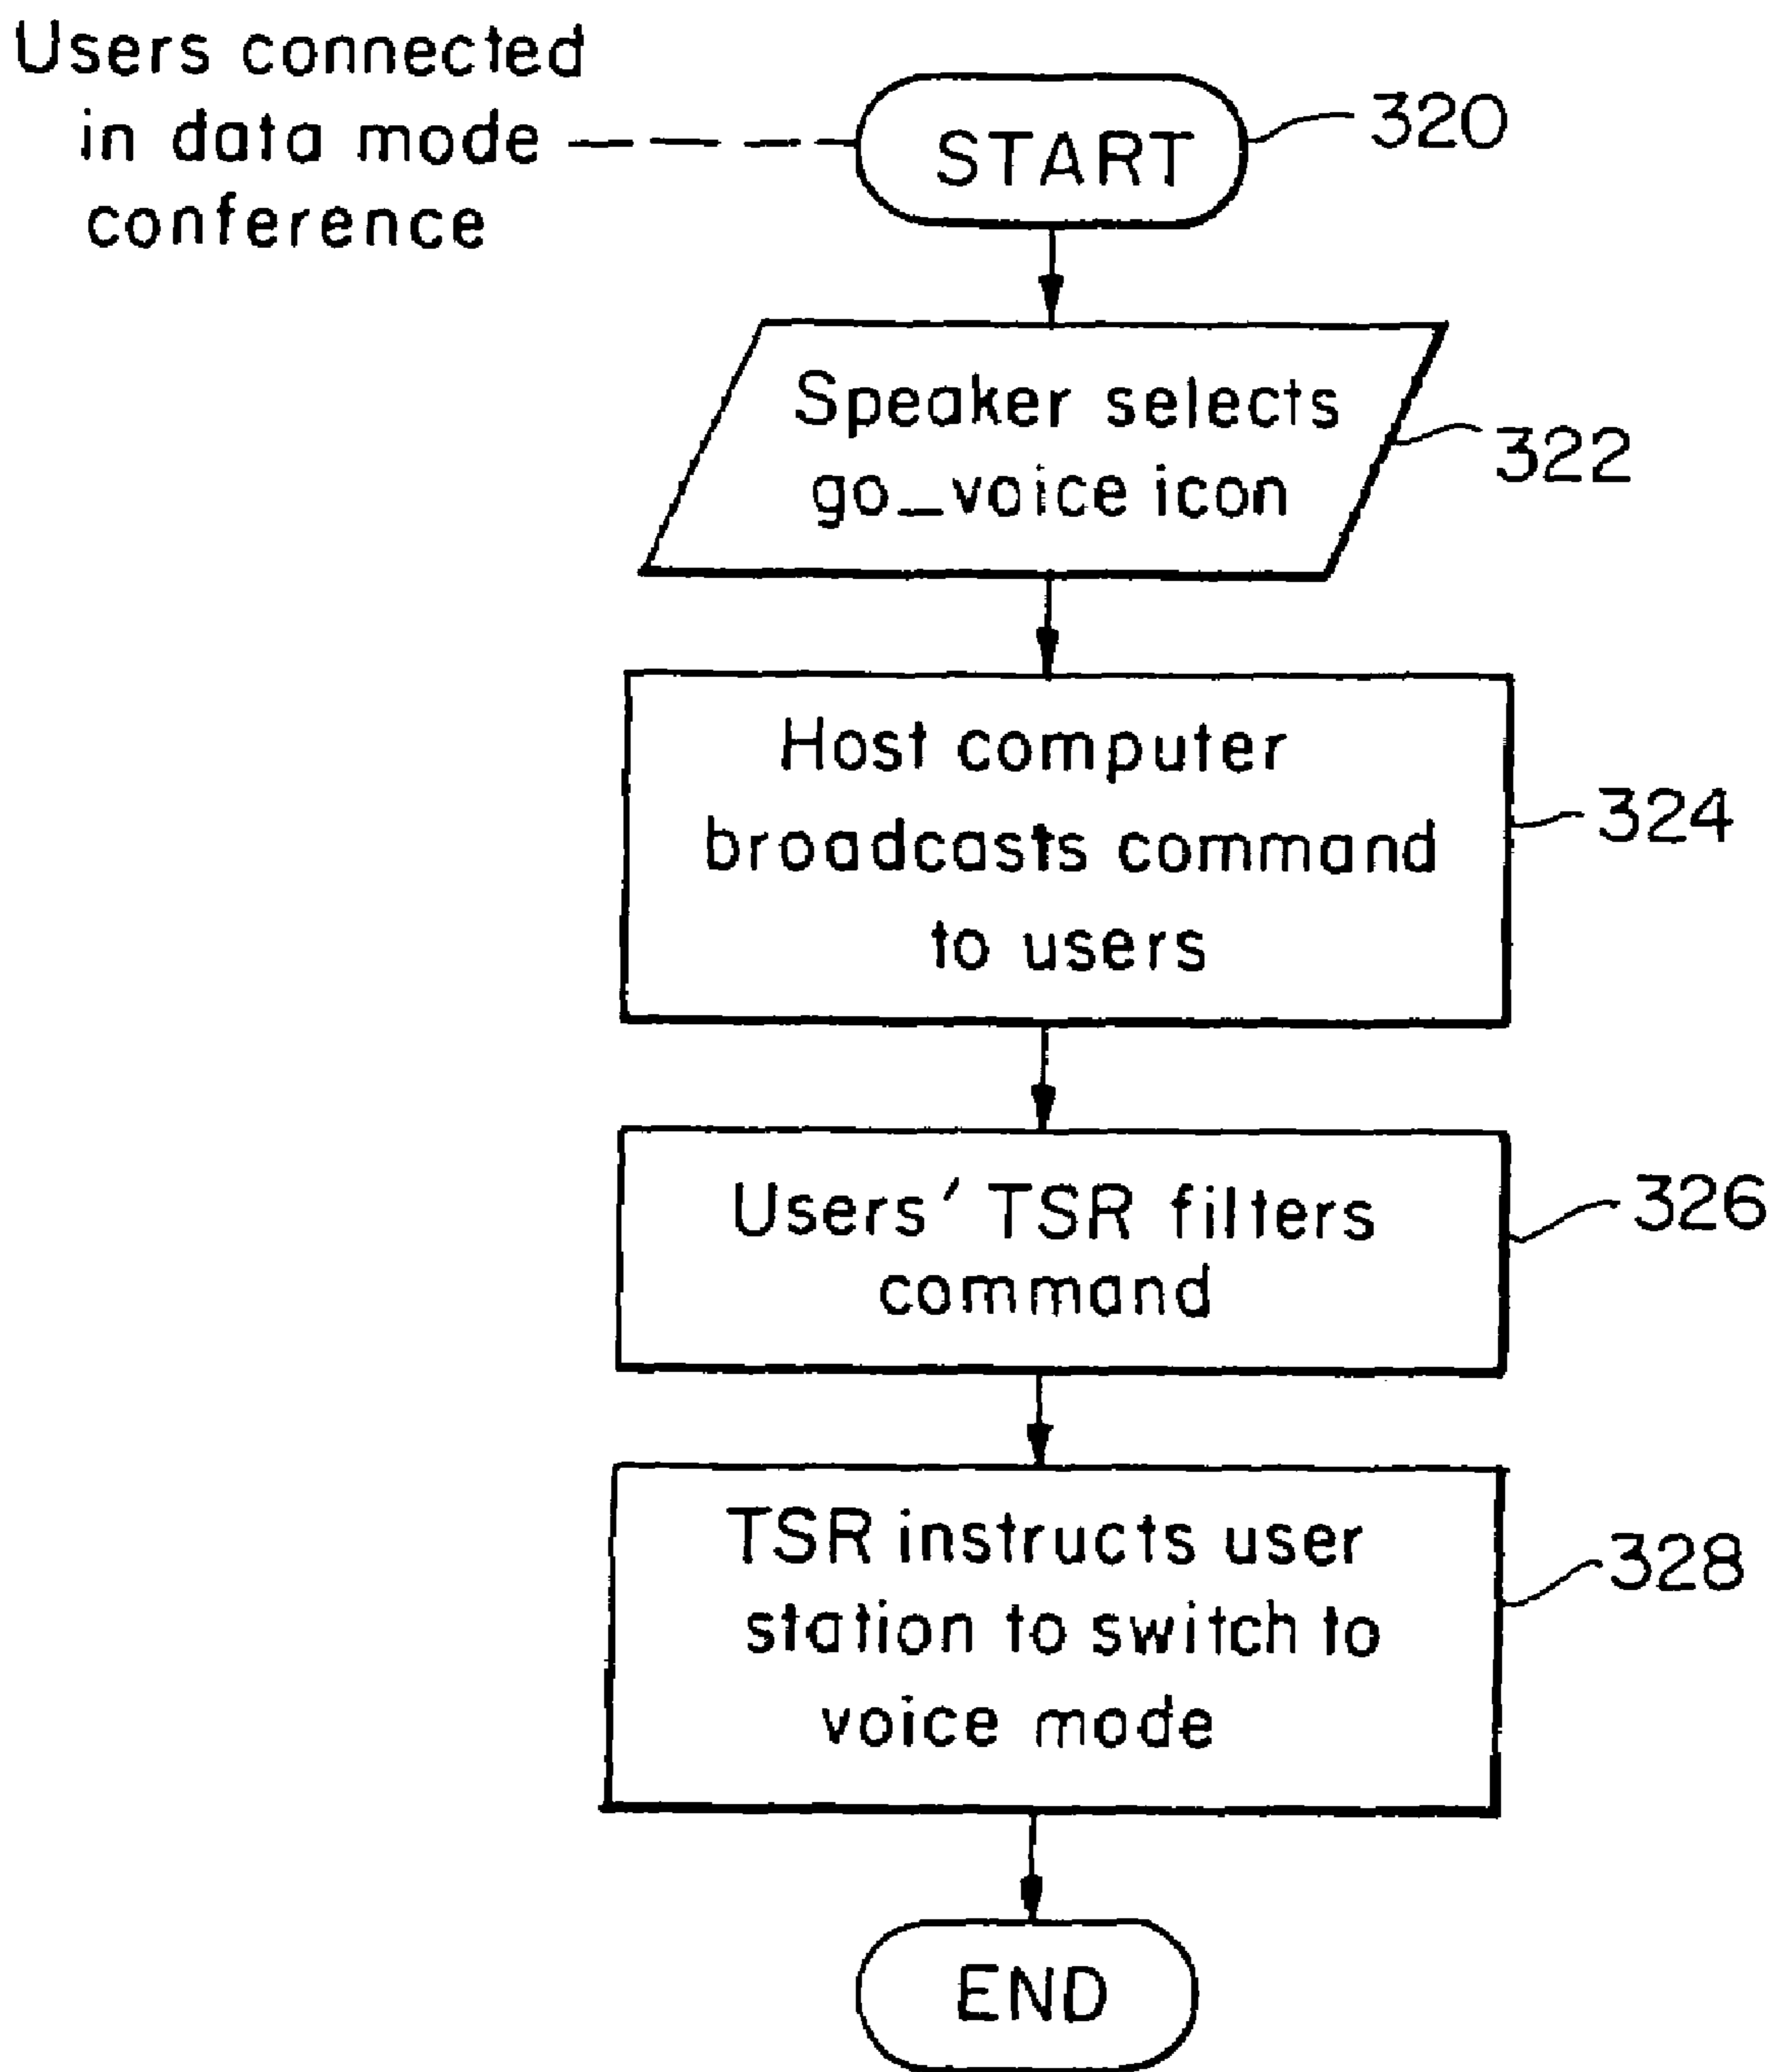 Users connected
in data mode
conference
START
320
Speaker selects
go_voice icon
322
Host computer
broadcasts command
to users
324
Users' TSR filters
command
326
TSR instructs user
station to switch to
voice mode
328
END